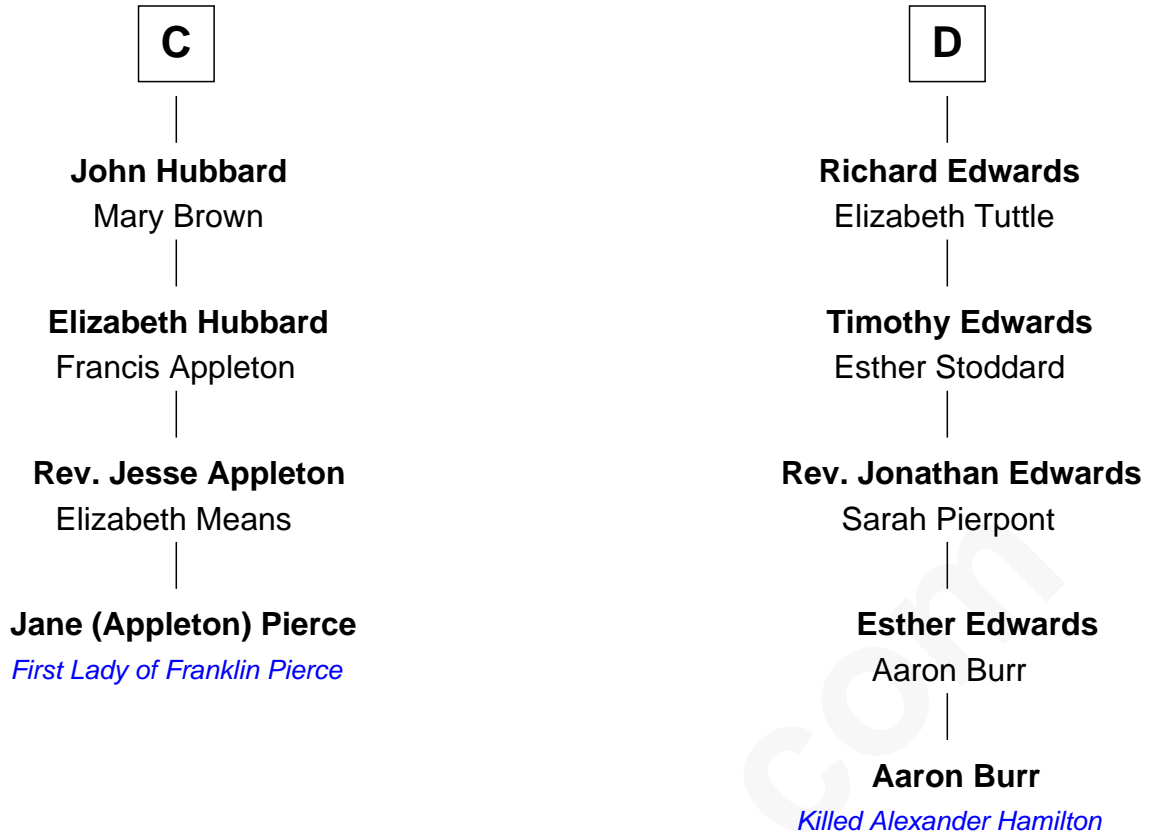 C
John Hubbard
Mary Brown
Elizabeth Hubbard
Francis Appleton
Rev. Jesse Appleton
Elizabeth Means
Jane (Appleton) Pierce
First Lady of Franklin Pierce
D
Richard Edwards
Elizabeth Tuttle
Timothy Edwards
Esther Stoddard
Rev. Jonathan Edwards
Sarah Pierpont
Esther Edwards
Aaron Burr
Aaron Burr
Killed Alexander Hamilton
com